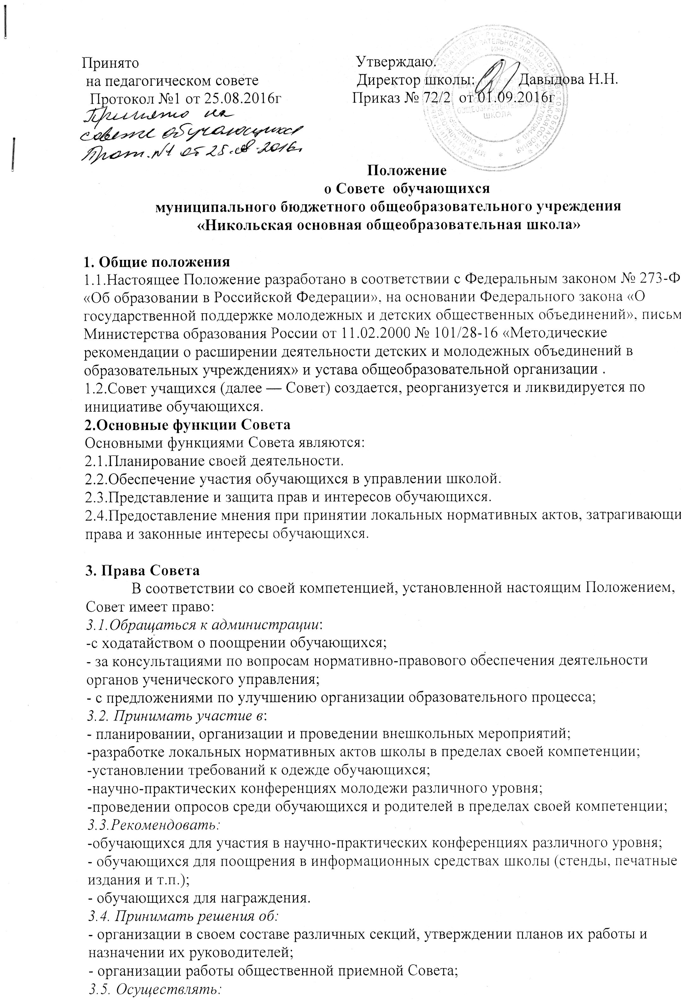 Принято
на педагогическом совете
Протокол №1 от 25.08.2016г
Принято на
совете обучающихся
Прот. №1 от 25.08.2016г
Утверждаю.
Директор школы: Давыдова Н.Н.
Приказ № 72/2 от 01.09.2016г
ОБЩЕОБРАЗОВАТЕЛЬНАЯ
ШКОЛА
Положение
о Совете обучающихся
муниципального бюджетного общеобразовательного учреждения
«Никольская основная общеобразовательная школа»
1. Общие положения
1.1.Настоящее Положение разработано в соответствии с Федеральным законом № 273-Ф
«Об образовании в Российской Федерации», на основании Федерального закона «О
государственной поддержке молодежных и детских общественных объединений», письм
Министерства образования России от 11.02.2000 № 101/28-16 «Методические
рекомендации о расширении деятельности детских и молодежных объединений в
образовательных учреждениях» и устава общеобразовательной организации .
1.2.Совет учащихся (далее — Совет) создается, реорганизуется и ликвидируется по
инициативе обучающихся.
2.Основные функции Совета
Основными функциями Совета являются:
2.1.Планирование своей деятельности.
2.2.Обеспечение участия обучающихся в управлении школой.
2.3.Представление и защита прав и интересов обучающихся.
2.4.Предоставление мнения при принятии локальных нормативных актов, затрагивающи
права и законные интересы обучающихся.
3. Права Совета
В соответствии со своей компетенцией, установленной настоящим Положением,
Совет имеет право:
3.1.Обращаться к администрации:
-с ходатайством о поощрении обучающихся;
- за консультациями по вопросам нормативно-правового обеспечения деятельности
органов ученического управления;
- с предложениями по улучшению организации образовательного процесса;
3.2. Принимать участие в:
- планировании, организации и проведении внешкольных мероприятий;
-разработке локальных нормативных актов школы в пределах своей компетенции;
-установлении требований к одежде обучающихся;
-научно-практических конференциях молодежи различного уровня;
-проведении опросов среди обучающихся и родителей в пределах своей компетенции;
3.3.Рекомендовать:
-обучающихся для участия в научно-практических конференциях различного уровня;
- обучающихся для поощрения в информационных средствах школы (стенды, печатные
издания и т.п.);
- обучающихся для награждения.
3.4. Принимать решения об:
- организации в своем составе различных секций, утверждении планов их работы и
назначении их руководителей;
- организации работы общественной приемной Совета;
3.5. Осуществлять: